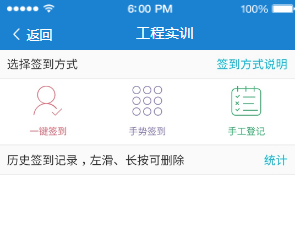 6:00 PM 100%
返回 工程实训
选择签到方式 签到方式说明
一键签到 手势签到 手工登记
历史签到记录，左滑、长按可删除 统计